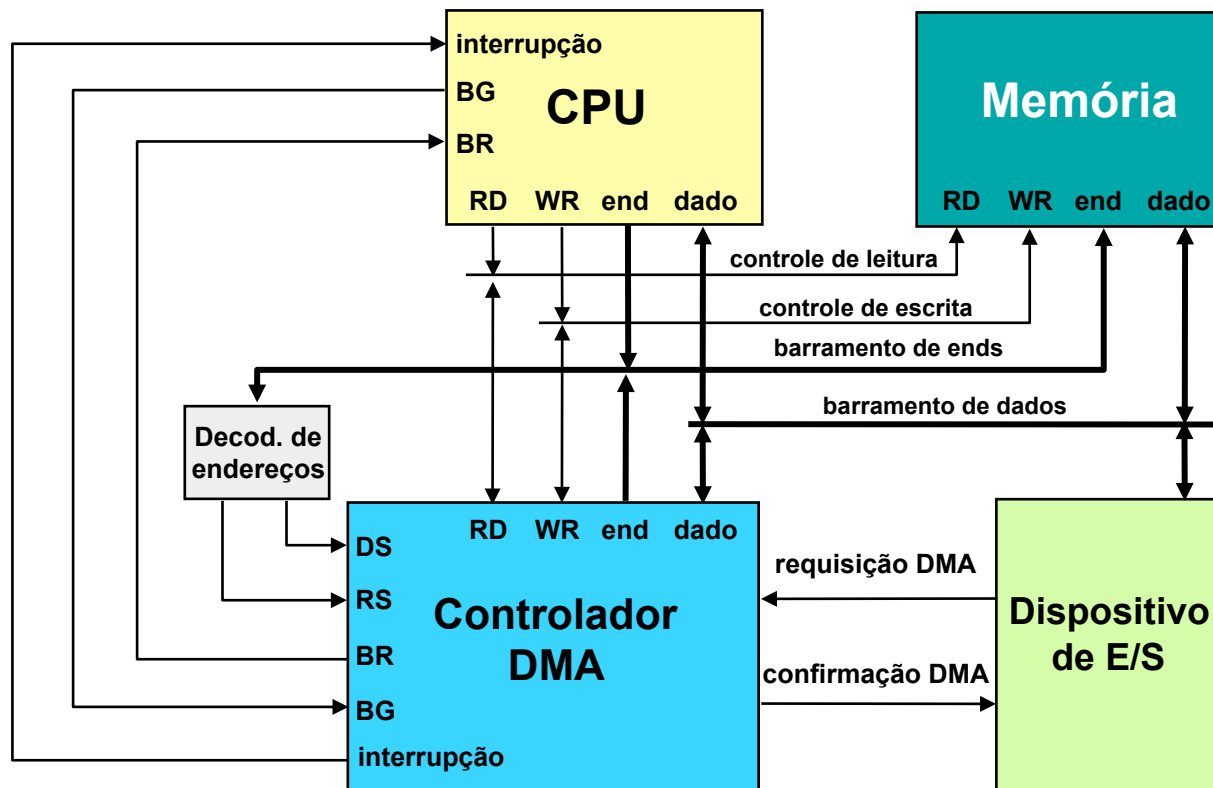 interrupção
BG
CPU
BR
RD WR end dado
Memória
RD WR end dado
controle de leitura
controle de escrita
barramento de ends
barramento de dados
Decod. de
endereços
RD WR end dado
DS
RS
BR
BG
interrupção
Controlador
DMA
requisição DMA
confirmação DMA
Dispositivo
de E/S